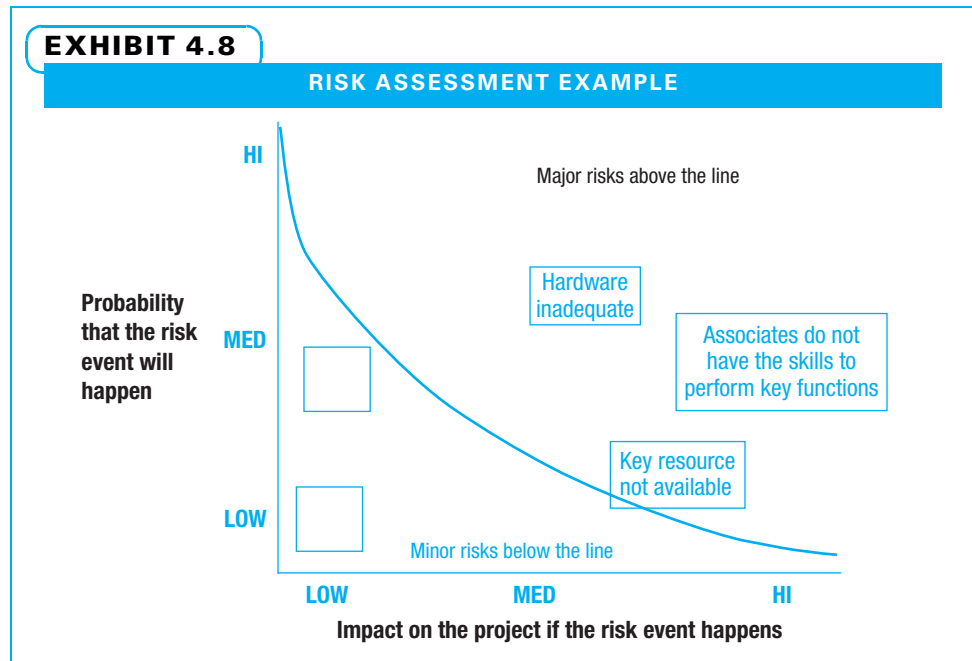 EXHIBIT 4.8
RISK ASSESSMENT EXAMPLE
HI
Major risks above the line
Hardware
inadequate
Probability
that the risk
event will
happen
MED
Associates do not
have the skills to
perform key functions
Key resource
not available
LOW
Minor risks below the line
LOW
MED
HI
Impact on the project if the risk event happens